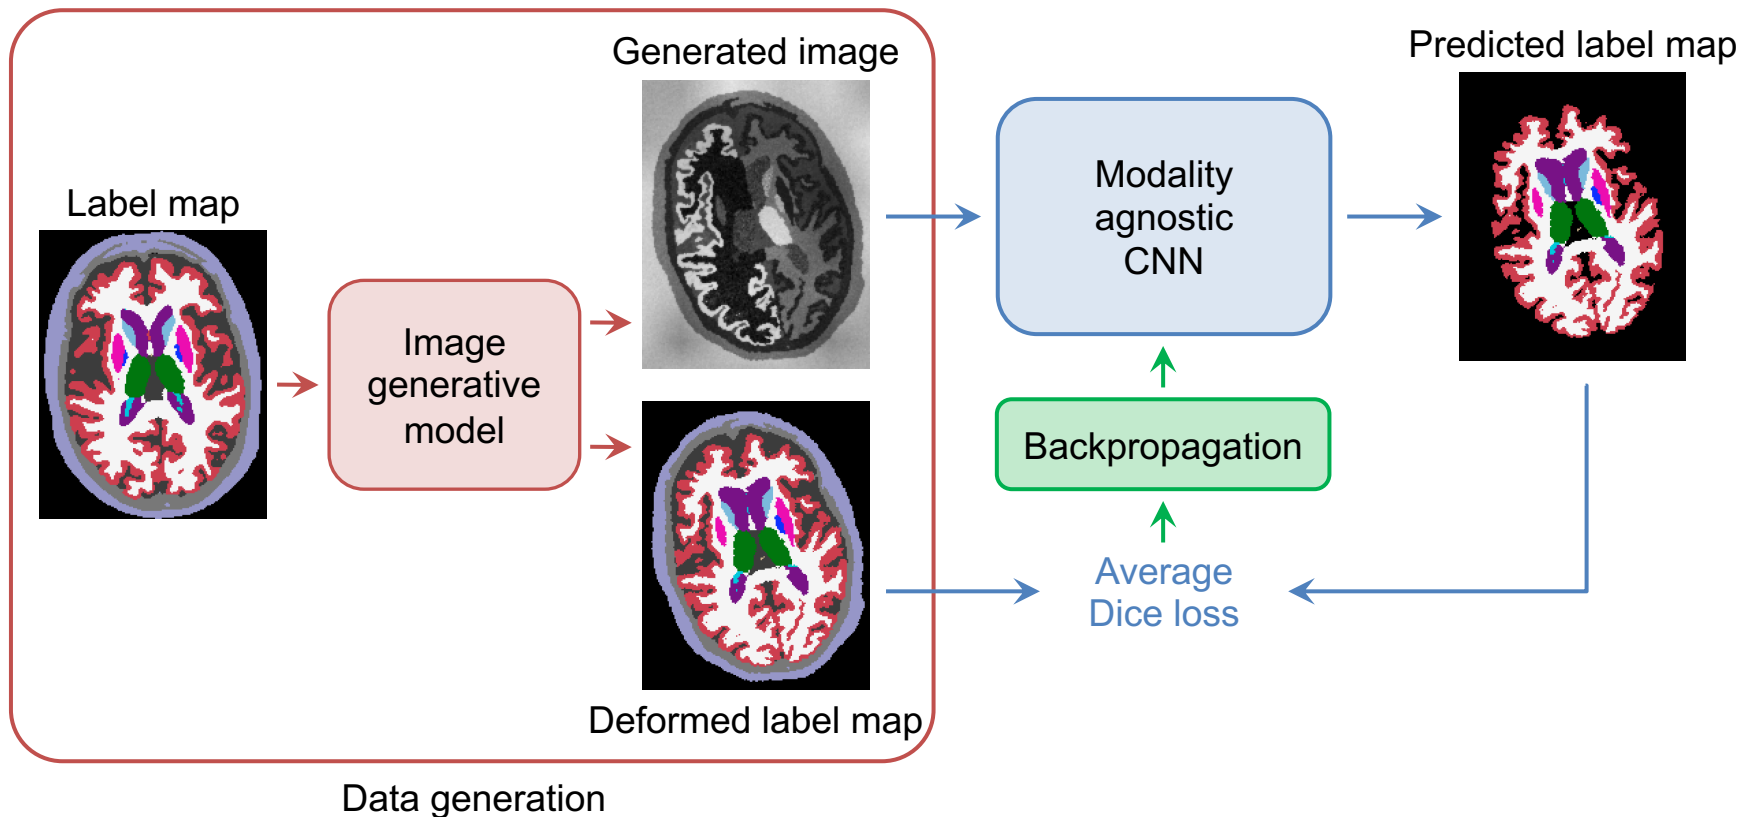 Generated image
Predicted label map
Label map
Modality
agnostic
CNN
Image
generative
model
Backpropagation
Average
Dice loss
Deformed label map
Data generation